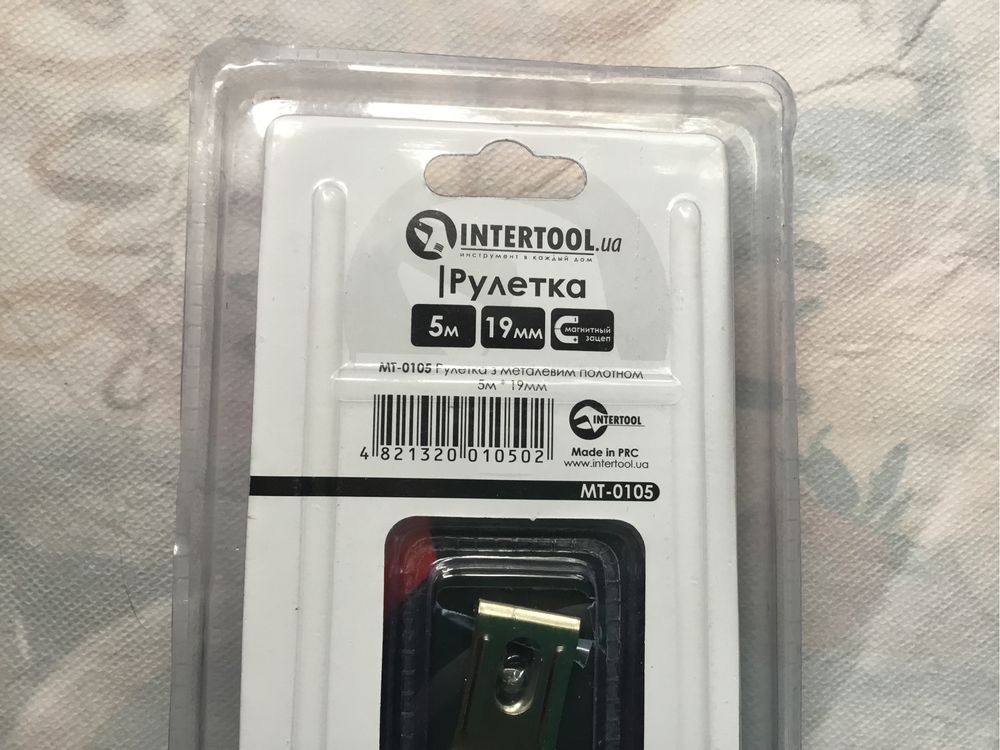 INTERTOOL.ua
инструмент в каждый дом
Рулетка
5м 19мм магнитный
зацеп
MT-0105 Рулетка з металевим полотном
5м * 19мм
INTERTOOL
4 821320 010502
Made in PRC
www.intertool.ua
MT-0105